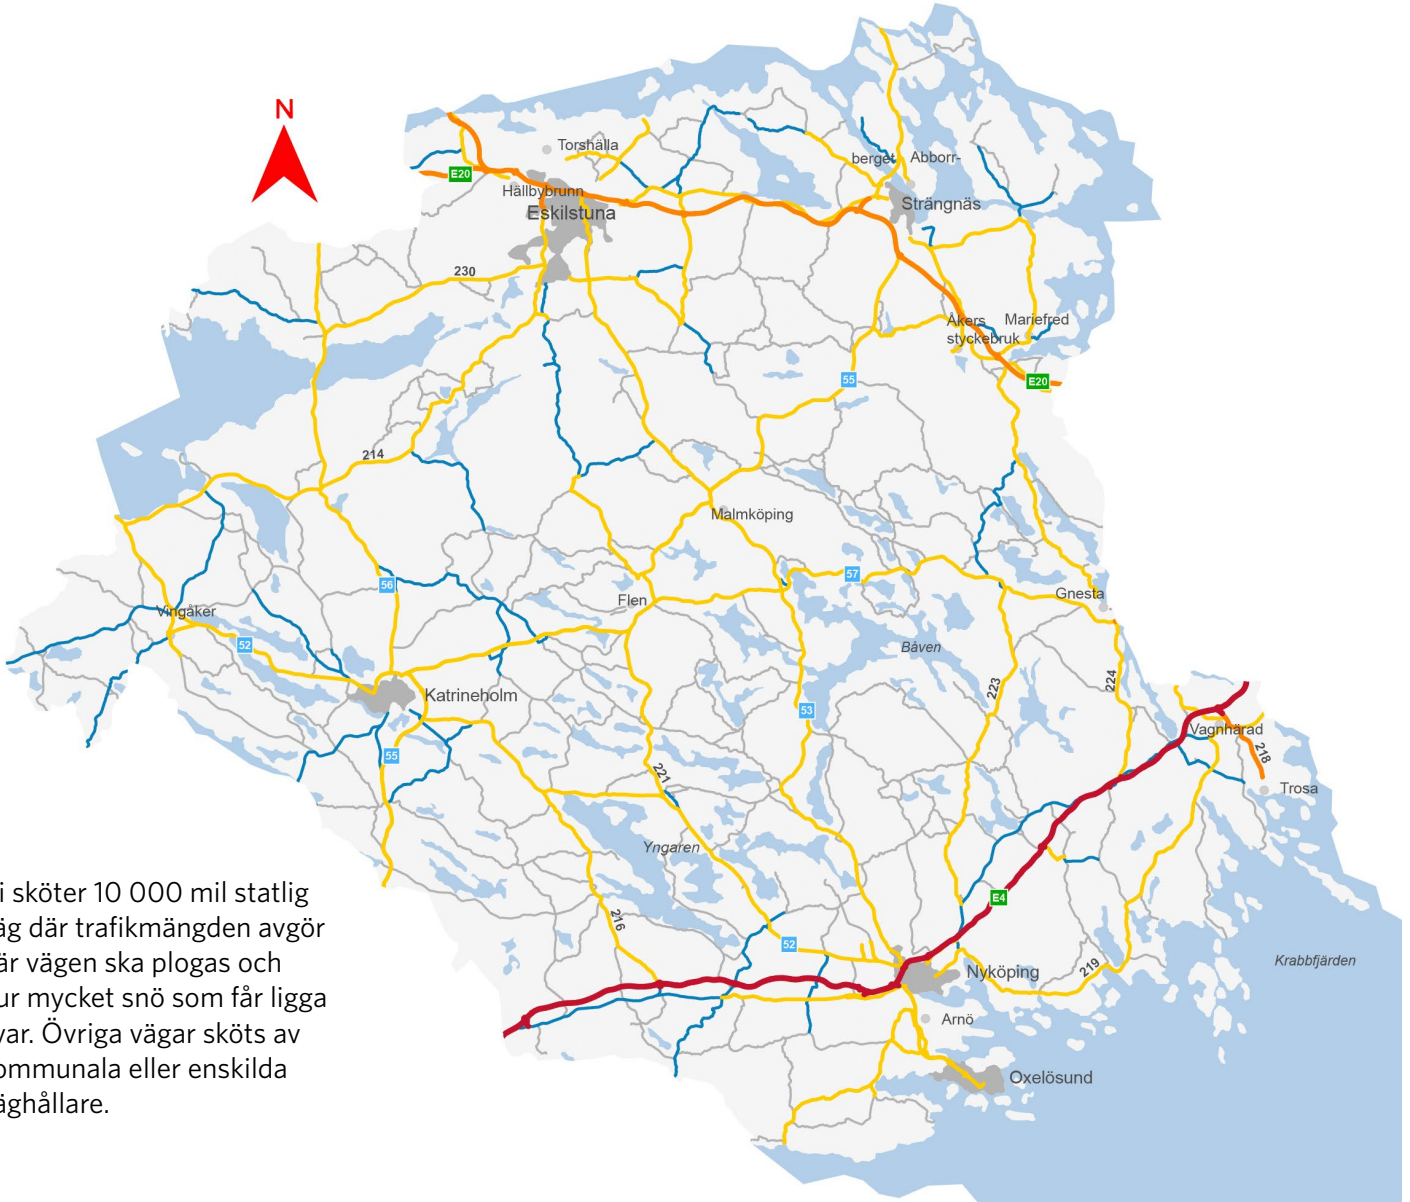 N
Torshälla
berget
Abborr-
E20
Hällbybrunn
Eskilstuna
Strängnäs
230
Åkers
styckebruk
Mariefred
55
E20
214
Malmköping
57
56
Flen
Gnesta
Vingåker
52
Båven
Katrineholm
223
224
53
Vagnhärad
218
55
221
Trosa
Yngaren
i sköter 10 000 mil statlig
äg där trafikmängden avgör
är vägen ska plogas och
ur mycket snö som får ligga
var. Övriga vägar sköts av
ommunala eller enskilda
äghållare.
E4
216
52
Krabbfjärden
Nyköping
219
Arnö
Oxelösund